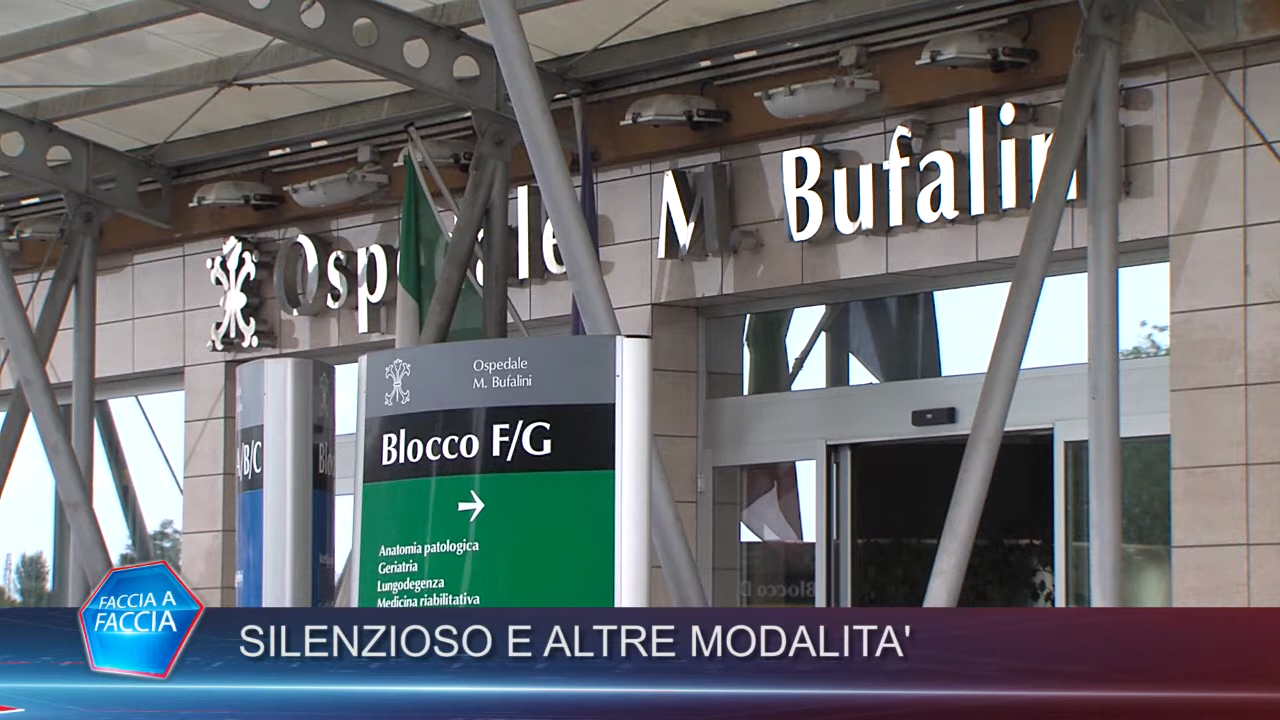 Ospedale M. Bufalini
Ospedale
M. Bufalini
Blocco F/G
A/B/C
Anatomia patologica
Geriatria
Lungodegenza
Medicina riabilitativa
FACCIA A
FACCIA
SILENZIOSO E ALTRE MODALITA'